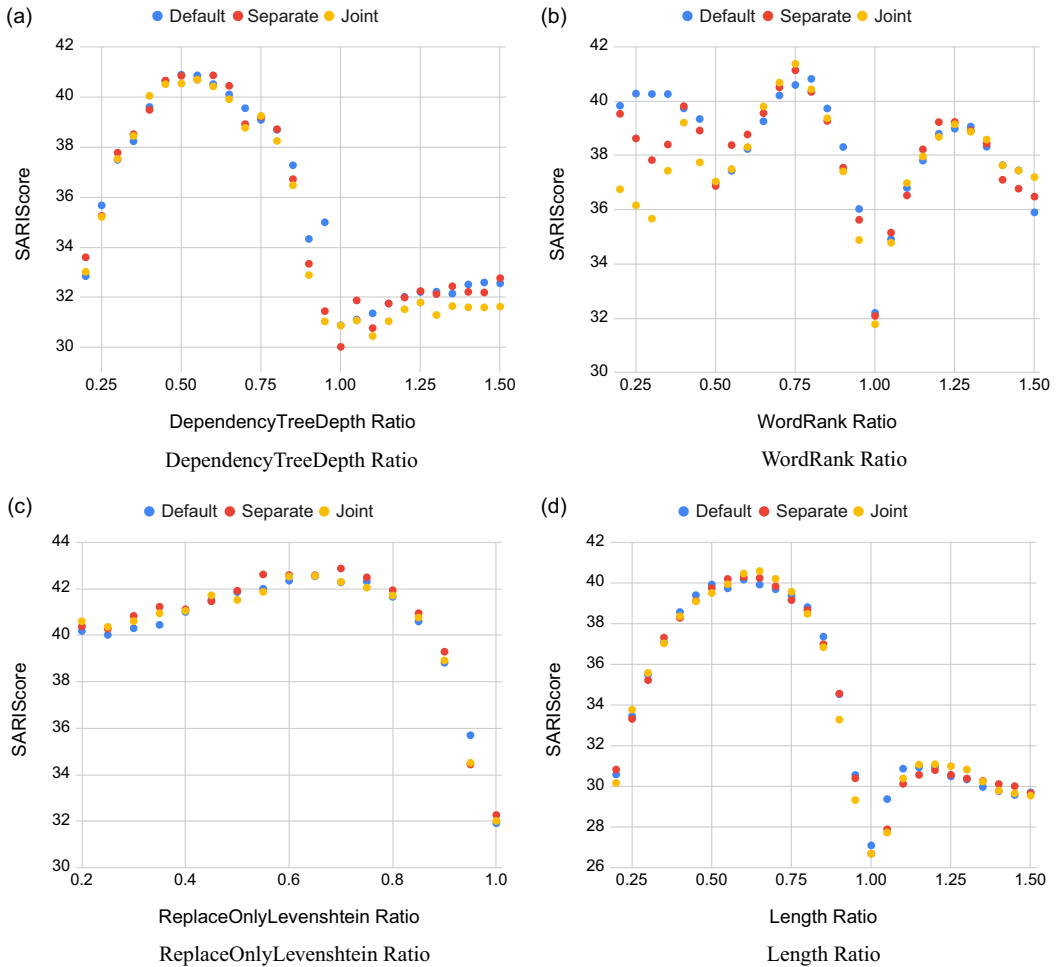 (a)
Default Separate Joint
42
40
38
36
34
32
30
SARIScore
0.25 0.50 0.75 1.00 1.25 1.50
DependencyTreeDepth Ratio
DependencyTreeDepth Ratio
(b)
Default Separate Joint
42
40
38
36
34
32
30
SARIScore
0.25 0.50 0.75 1.00 1.25 1.50
WordRank Ratio
WordRank Ratio
(c)
Default Separate Joint
44
42
40
38
36
34
32
30
SARIScore
0.2 0.4 0.6 0.8 1.0
ReplaceOnlyLevenshtein Ratio
ReplaceOnlyLevenshtein Ratio
(d)
Default Separate Joint
42
40
38
36
34
32
31
28
26
SARIScore
0.25 0.50 0.75 1.00 1.25 1.50
Length Ratio
Length Ratio